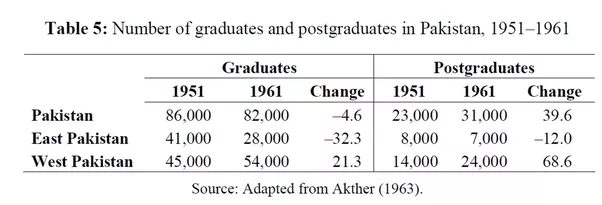 Table 5: Number of graduates and postgraduates in Pakistan, 1951–1961
Graduates Postgraduates
1951 1961 Change 1951 1961 Change
Pakistan 86,000 82,000 –4.6 23,000 31,000 39.6
East Pakistan 41,000 28,000 –32.3 8,000 7,000 –12.0
West Pakistan 45,000 54,000 21.3 14,000 24,000 68.6
Source: Adapted from Akther (1963).